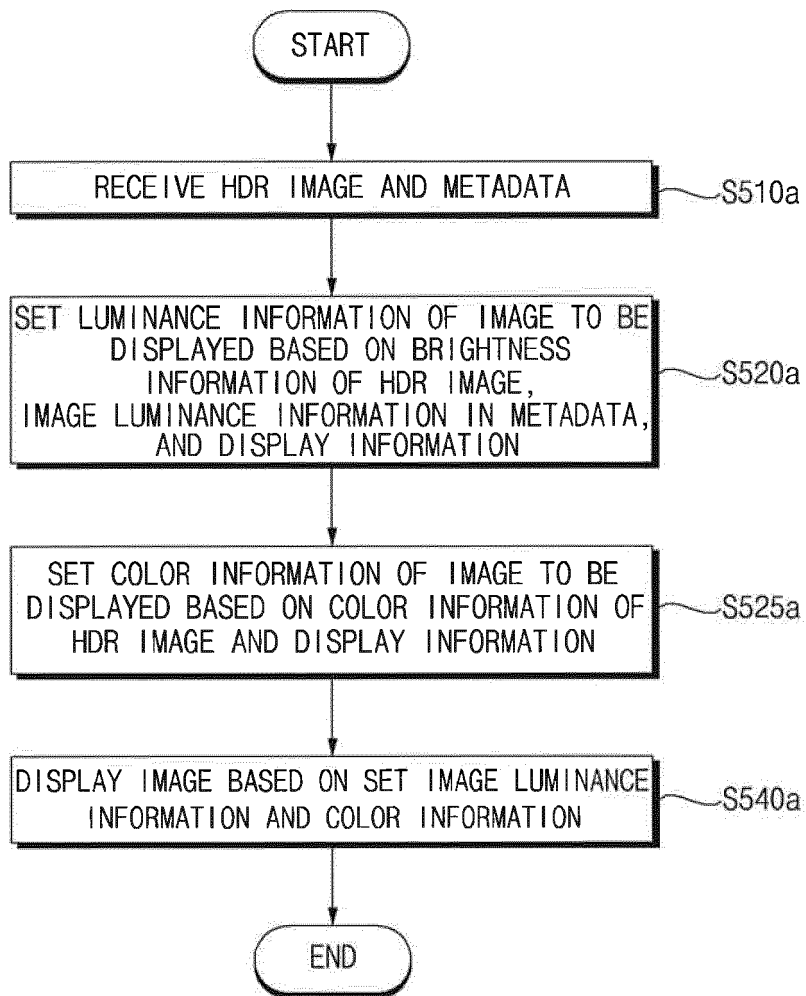 START
RECEIVE HDR IMAGE AND METADATA
S510a
SET LUMINANCE INFORMATION OF IMAGE TO BE
DISPLAYED BASED ON BRIGHTNESS
INFORMATION OF HDR IMAGE,
IMAGE LUMINANCE INFORMATION IN METADATA,
AND DISPLAY INFORMATION
S520a
SET COLOR INFORMATION OF IMAGE TO BE
DISPLAYED BASED ON COLOR INFORMATION OF
HDR IMAGE AND DISPLAY INFORMATION
S525a
DISPLAY IMAGE BASED ON SET IMAGE LUMINANCE
INFORMATION AND COLOR INFORMATION
S540a
END